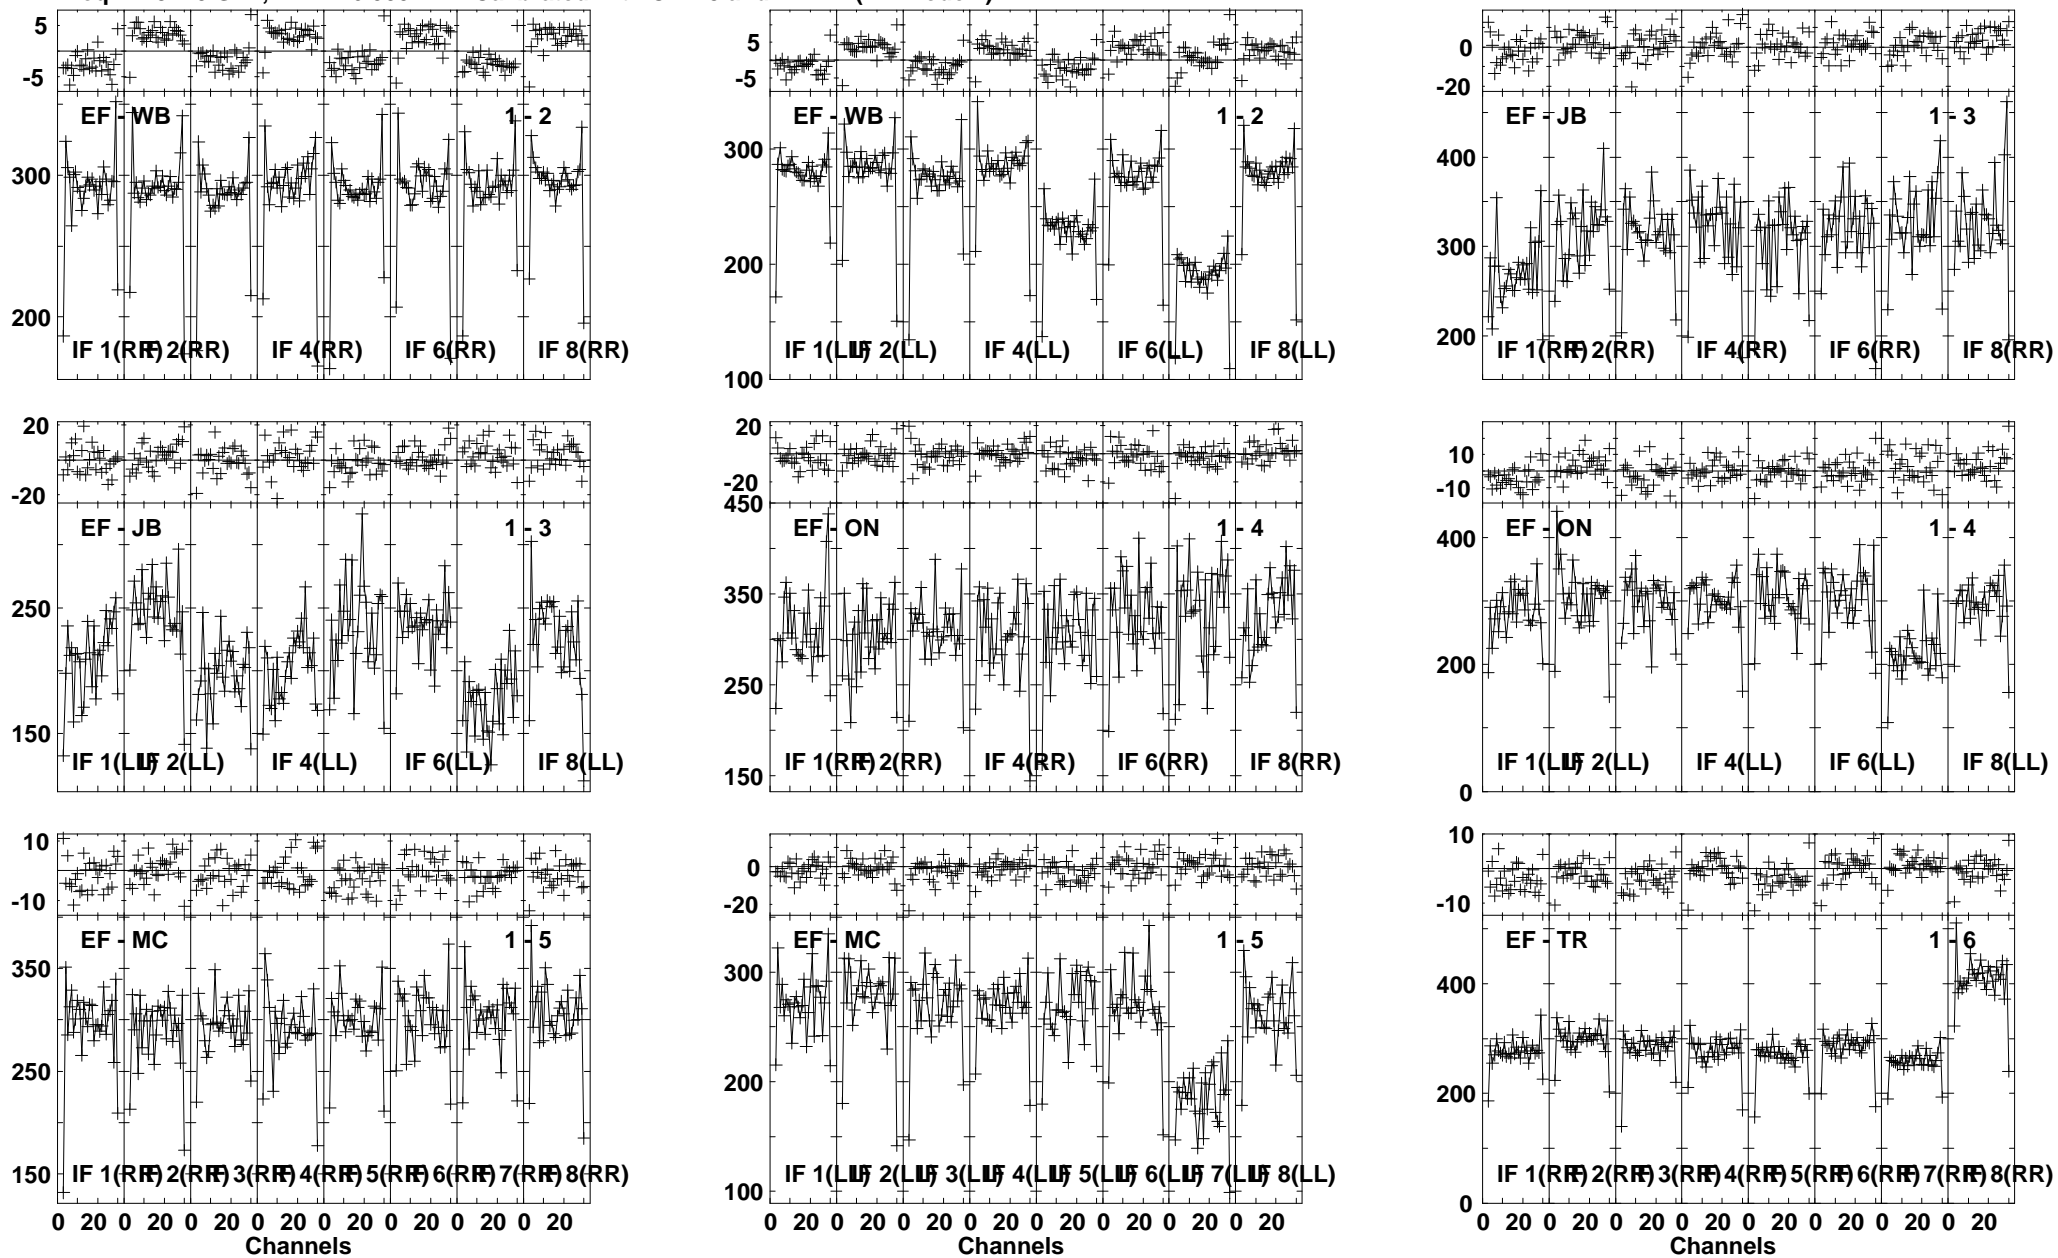 5
-5
EF - WB 1 - 2
300
200
IF 1(RR) IF 2(RR) IF 4(RR) IF 6(RR) IF 8(RR)
5
-5
EF - WB 1 - 2
300
200
100
IF 1(LL) IF 2(LL) IF 4(LL) IF 6(LL) IF 8(LL)
0
-20
EF - JB 1 - 3
400
300
200
IF 1(RR) IF 2(RR) IF 4(RR) IF 6(RR) IF 8(RR)
20
-20
EF - JB 1 - 3
250
150
IF 1(LL) IF 2(LL) IF 4(LL) IF 6(LL) IF 8(LL)
20
-20
450
EF - ON 1 - 4
350
250
150
IF 1(RR) IF 2(RR) IF 4(RR) IF 6(RR) IF 8(RR)
10
-10
EF - ON 1 - 4
400
200
0
IF 1(LL) IF 2(LL) IF 4(LL) IF 6(LL) IF 8(LL)
10
-10
EF - MC 1 - 5
350
250
150
IF 1(RR) IF 2(RR) IF 3(RR) IF 4(RR) IF 5(RR) IF 6(RR) IF 7(RR) IF 8(RR)
0 20 0 20 0 20 0 20 0 20 0 20 0 20 0 20
Channels
0
-20
EF - MC 1 - 5
300
200
100
IF 1(LL) IF 2(LL) IF 3(LL) IF 4(LL) IF 5(LL) IF 6(LL) IF 7(LL) IF 8(LL)
0 20 0 20 0 20 0 20 0 20 0 20 0 20 0 20
Channels
10
-10
EF - TR 1 - 6
400
200
0
IF 1(RR) IF 2(RR) IF 3(RR) IF 4(RR) IF 5(RR) IF 6(RR) IF 7(RR) IF 8(RR)
0 20 0 20 0 20 0 20 0 20 0 20 0 20 0 20
Channels